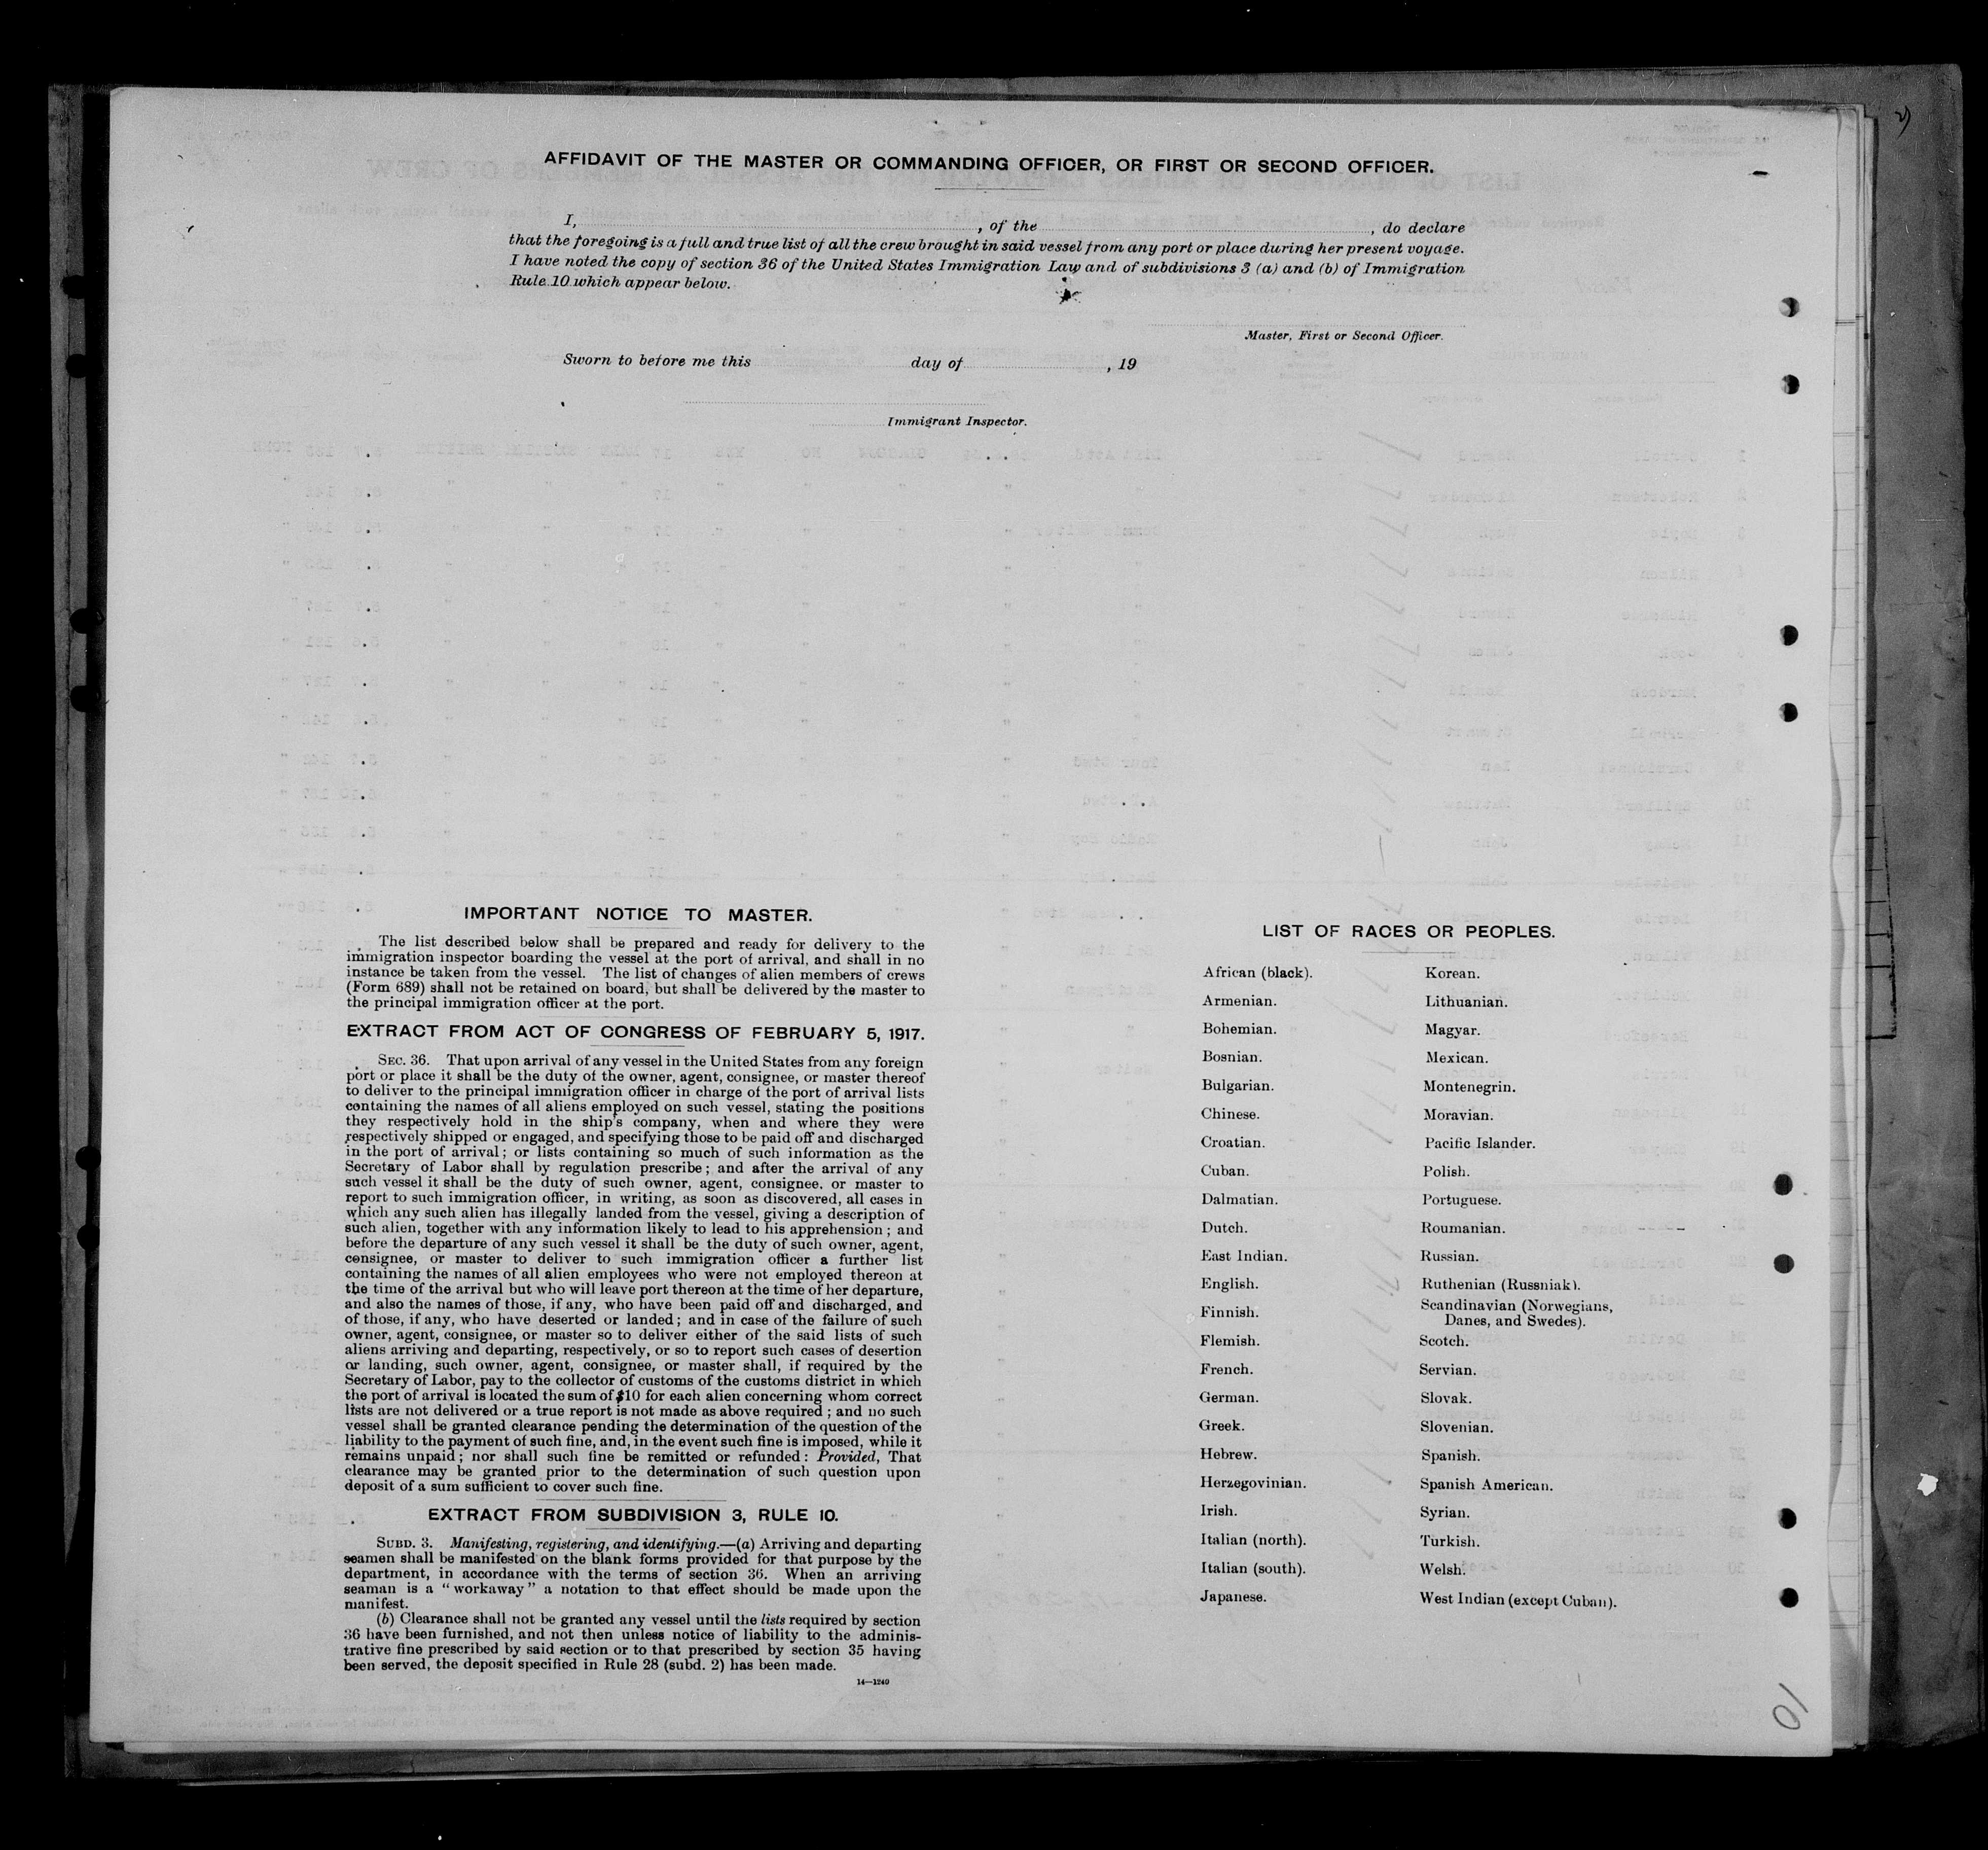 AFFIDAVIT OF THE MASTER OR COMMANDING OFFICER, OR FIRST OR SECOND OFFICER.
I, , of the , do declare
that the foregoing is a full and true list of all the crew brought in said vessel from any port or place during her present voyage.
I have noted the copy of section 36 of the United States Immigration Law and of subdivisions 3 (a) and (b) of Immigration
Rule 10 which appear below.
Master, First or Second Officer.
Sworn to before me this day of , 19
Immigrant Inspector.
IMPORTANT NOTICE TO MASTER.
The list described below shall be prepared and ready for delivery to the
immigration inspector boarding the vessel at the port of arrival, and shall in no
instance be taken from the vessel. The list of changes of alien members of crews
(Form 689) shall not be retained on board, but shall be delivered by the master to
the principal immigration officer at the port.
EXTRACT FROM ACT OF CONGRESS OF FEBRUARY 5, 1917.
SEC. 36. That upon arrival of any vessel in the United States from any foreign
port or place it shall be the duty of the owner, agent, consignee, or master thereof
to deliver to the principal immigration officer in charge of the port of arrival lists
containing the names of all aliens employed on such vessel, stating the positions
they respectively hold in the ship's company, when and where they were
respectively shipped or engaged, and specifying those to be paid off and discharged
in the port of arrival; or lists containing so much of such information as the
Secretary of Labor shall by regulation prescribe; and after the arrival of any
such vessel it shall be the duty of such owner, agent, consignee, or master to
report to such immigration officer, in writing, as soon as discovered, all cases in
which any such alien has illegally landed from the vessel, giving a description of
such alien, together with any information likely to lead to his apprehension; and
before the departure of any such vessel it shall be the duty of such owner, agent,
consignee, or master to deliver to such immigration officer a further list
containing the names of all alien employees who were not employed thereon at
the time of the arrival but who will leave port thereon at the time of her departure,
and also the names of those, if any, who have been paid off and discharged, and
of those, if any, who have deserted or landed; and in case of the failure of such
owner, agent, consignee, or master so to deliver either of the said lists of such
aliens arriving and departing, respectively, or so to report such cases of desertion
or landing, such owner, agent, consignee, or master shall, if required by the
Secretary of Labor, pay to the collector of customs of the customs district in which
the port of arrival is located the sum of $10 for each alien concerning whom correct
lists are not delivered or a true report is not made as above required; and no such
vessel shall be granted clearance pending the determination of the question of the
liability to the payment of such fine, and, in the event such fine is imposed, while it
remains unpaid; nor shall such fine be remitted or refunded: Provided, That
clearance may be granted prior to the determination of such question upon
deposit of a sum sufficient to cover such fine.
EXTRACT FROM SUBDIVISION 3, RULE 10.
SUBD. 3. Manifesting, registering, and identifying.—(a) Arriving and departing
seamen shall be manifested on the blank forms provided for that purpose by the
department, in accordance with the terms of section 36. When an arriving
seaman is a "workaway" a notation to that effect should be made upon the
manifest.
(b) Clearance shall not be granted any vessel until the lists required by section
36 have been furnished, and not then unless notice of liability to the adminis-
trative fine prescribed by said section or to that prescribed by section 35 having
been served, the deposit specified in Rule 28 (subd. 2) has been made.
14—1240
LIST OF RACES OR PEOPLES.
African (black).
Armenian.
Bohemian.
Bosnian.
Bulgarian.
Chinese.
Croatian.
Cuban.
Dalmatian.
Dutch.
East Indian.
English.
Finnish.
Flemish.
French.
German.
Greek.
Hebrew.
Herzegovinian.
Irish.
Italian (north).
Italian (south).
Japanese.
Korean.
Lithuanian.
Magyar.
Mexican.
Montenegrin.
Moravian.
Pacific Islander.
Polish.
Portuguese.
Roumanian.
Russian.
Ruthenian (Russniak).
Scandinavian (Norwegians,
Danes, and Swedes).
Scotch.
Servian.
Slovak.
Slovenian.
Spanish.
Spanish American.
Syrian.
Turkish.
Welsh.
West Indian (except Cuban).
10